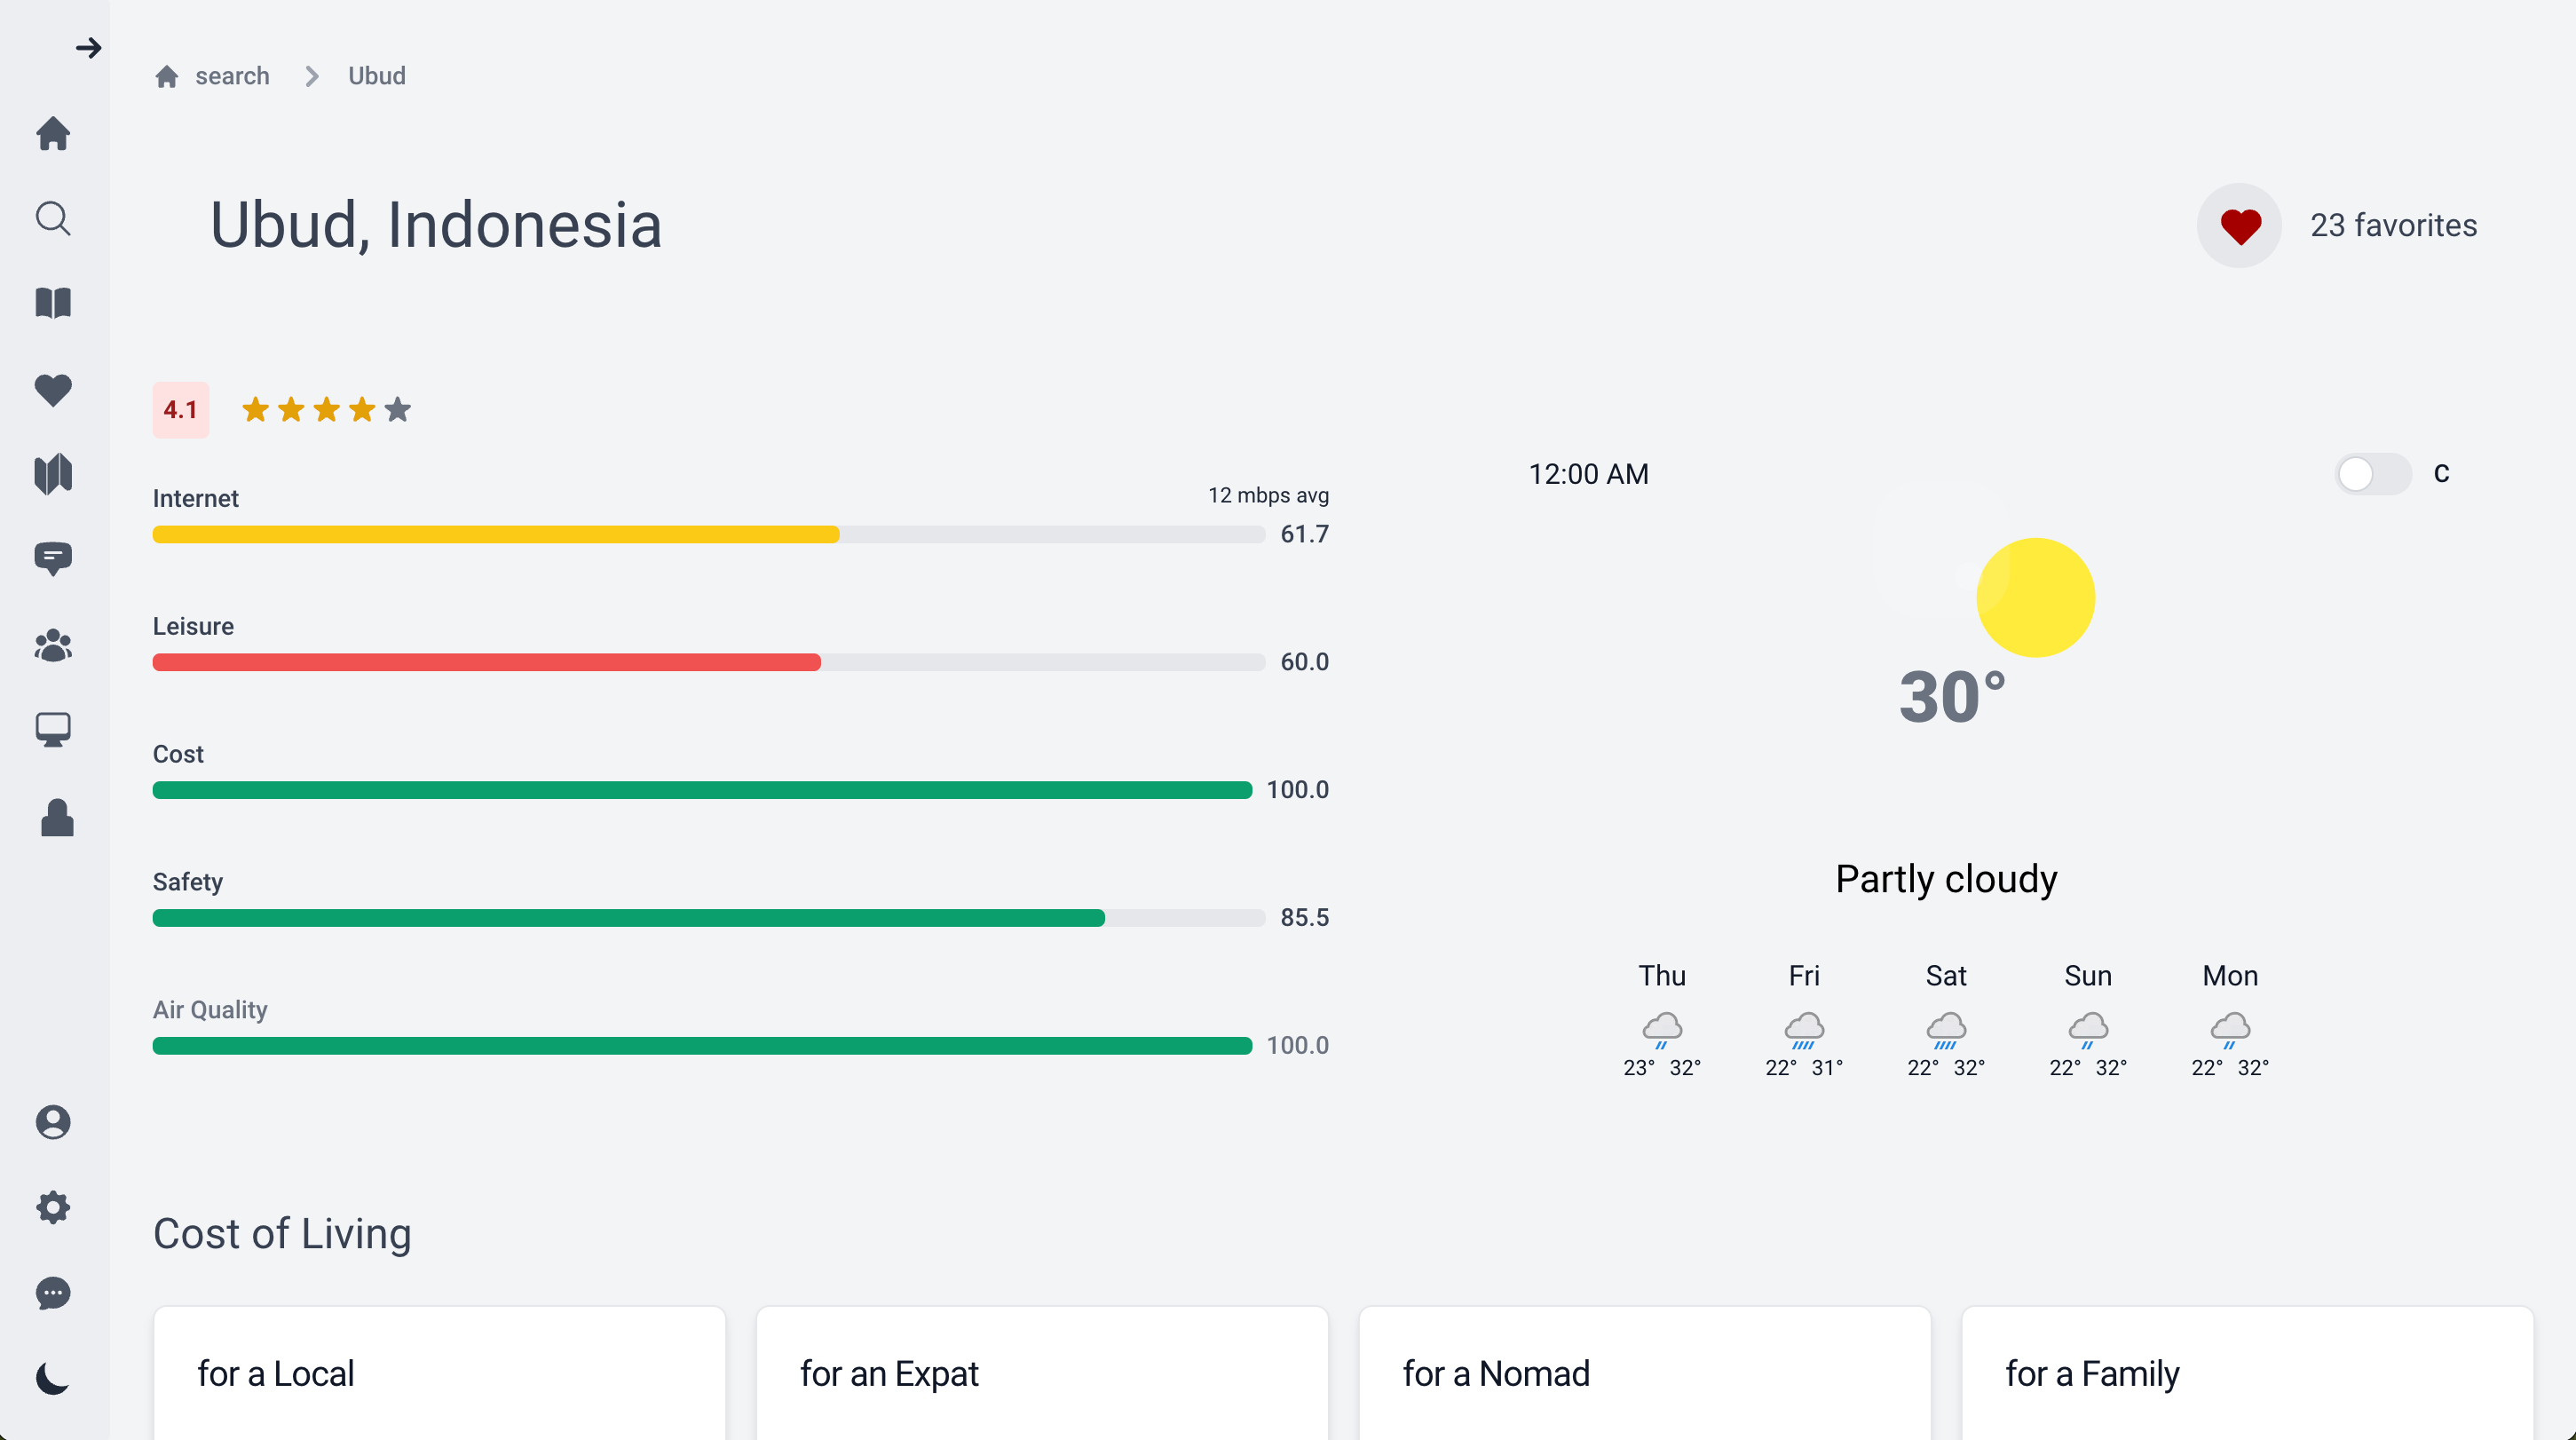 search
Ubud
Ubud, Indonesia
23 favorites
4.1
Internet
12 mbps avg
61.7
Leisure
60.0
Cost
100.0
Safety
85.5
Air Quality
100.0
12:00 AM
C
30°
Partly cloudy
Thu Fri Sat Sun Mon
23° 32° 22° 31° 22° 32° 22° 32° 22° 32°
Cost of Living
for a Local
for an Expat
for a Nomad
for a Family